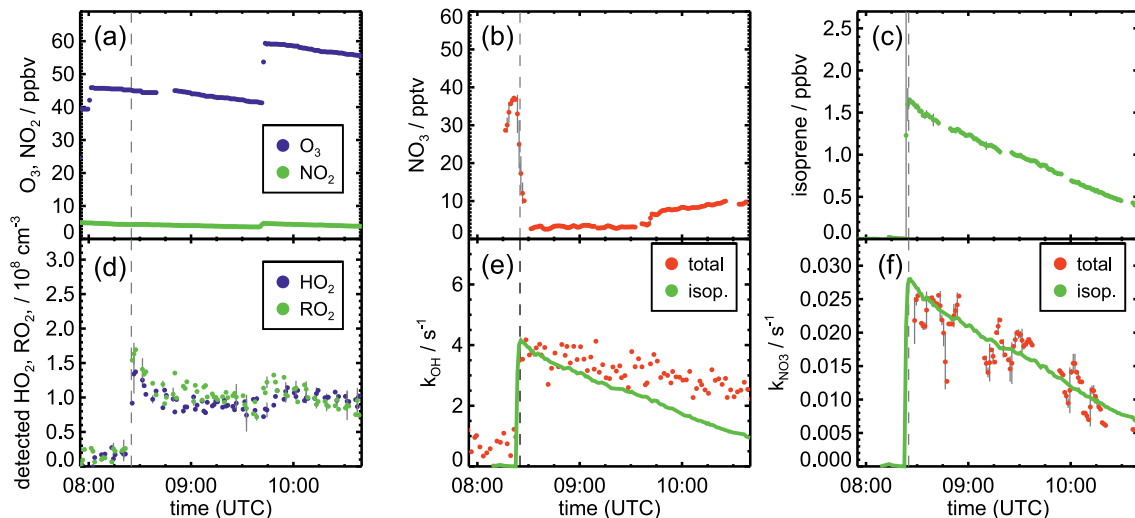 (a)
O3, NO2 / ppbv
60
50
40
30
20
10
0
O3
NO2
(b)
NO3 / pptv
60
50
40
30
20
10
0
(c)
isoprene / ppbv
2.5
2.0
1.5
1.0
0.5
0.0
(d)
detected HO2, RO2, / 10⁸ cm⁻³
3.0
2.5
2.0
1.5
1.0
0.5
0.0
HO2
RO2
08:00 09:00 10:00
time (UTC)
(e)
kOH / s⁻¹
6
4
2
0
total
isop.
08:00 09:00 10:00
time (UTC)
(f)
kNO3 / s⁻¹
0.030
0.025
0.020
0.015
0.010
0.005
0.000
total
isop.
08:00 09:00 10:00
time (UTC)